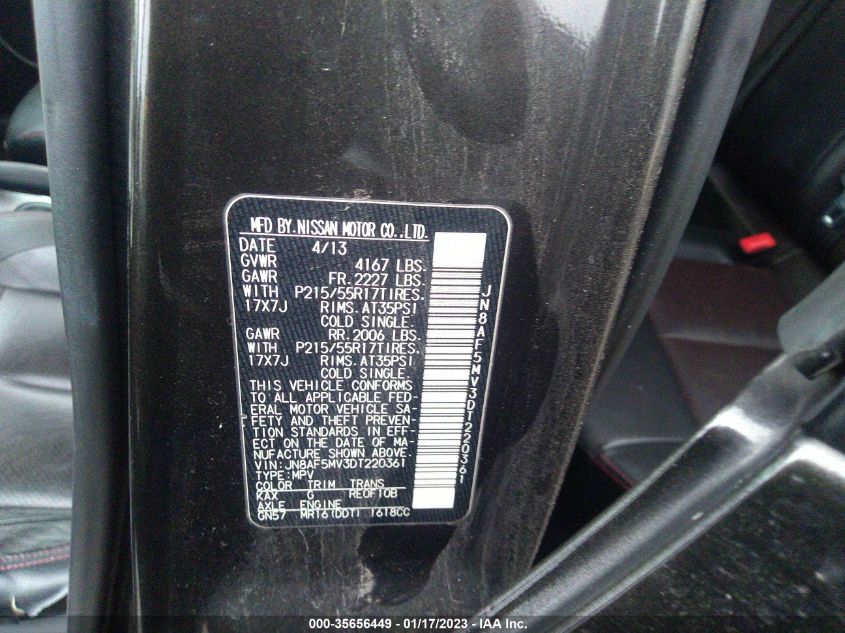 MFD BY NISSAN MOTOR CO.,LTD.
DATE 4/13
GVWR 4167 LBS.
GAWR FR. 2227 LBS.
WITH P215/55R17TIRES.
17X7J RIMS. AT35PSI
COLD SINGLE.
GAWR RR. 2006 LBS.
WITH P215/55R17TIRES.
17X7J RIMS. AT35PSI
COLD SINGLE.
THIS VEHICLE CONFORMS
TO ALL APPLICABLE FED-
ERAL MOTOR VEHICLE SA-
FETY AND THEFT PREVEN-
TION STANDARDS IN EFF-
ECT ON THE DATE OF MA-
NUFACTURE SHOWN ABOVE.
VIN:JN8AF5MV3DT220361
TYPE:MPV
COLOR TRIM TRANS
KAX G RE0F10B
AXLE ENGINE
GN57 MR16(DDT) 1618CC
JN8AF5MV3DT220361
000-35656449 - 01/17/2023 - © IAA Inc.